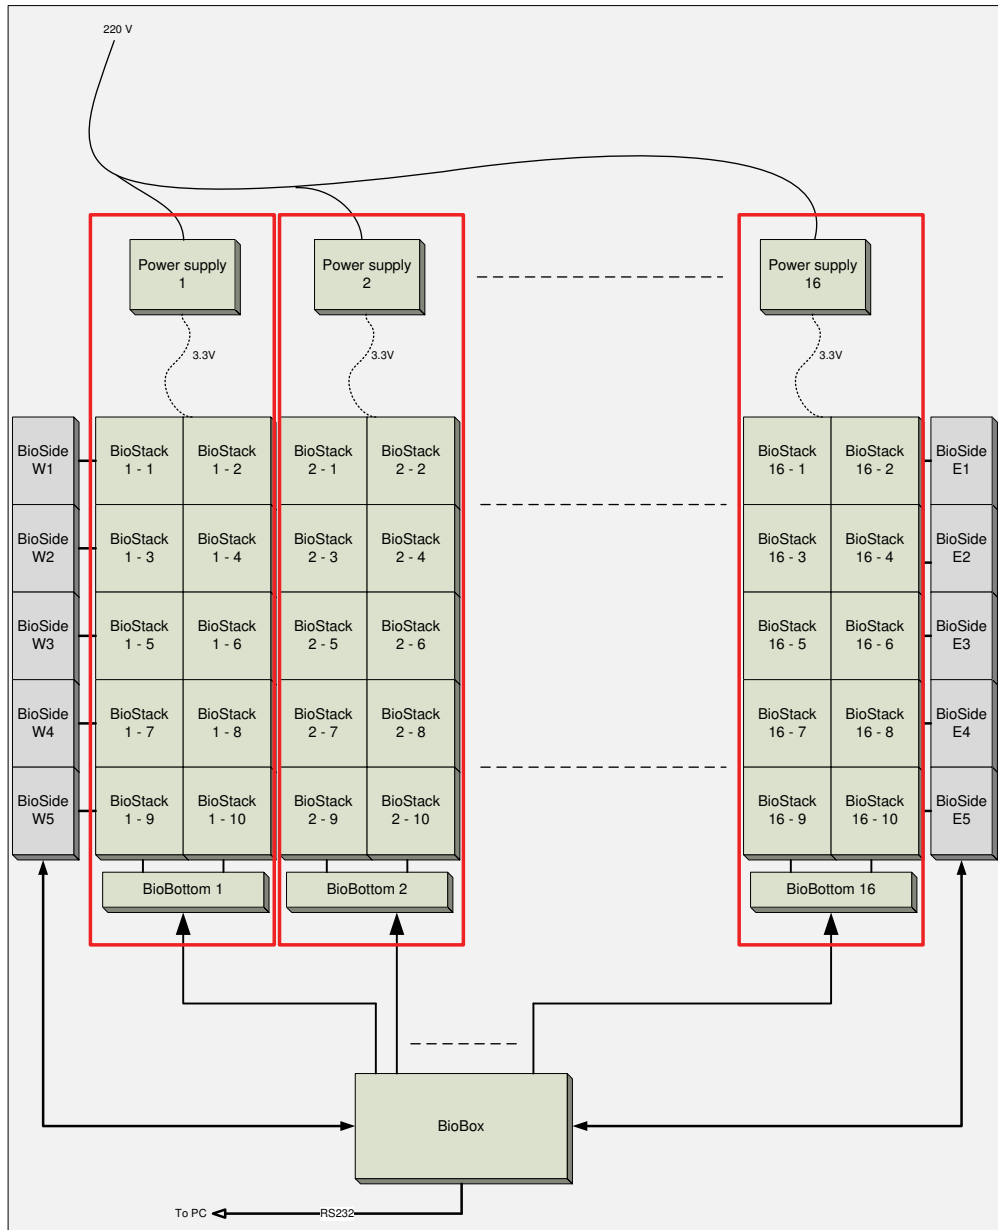 220 V
Power supply
1
Power supply
2
Power supply
16
3.3V
3.3V
3.3V
BioSide
W1
BioStack
1 - 1
BioStack
1 - 2
BioStack
2 - 1
BioStack
2 - 2
BioStack
16 - 1
BioStack
16 - 2
BioSide
E1
BioSide
W2
BioStack
1 - 3
BioStack
1 - 4
BioStack
2 - 3
BioStack
2 - 4
BioStack
16 - 3
BioStack
16 - 4
BioSide
E2
BioSide
W3
BioStack
1 - 5
BioStack
1 - 6
BioStack
2 - 5
BioStack
2 - 6
BioStack
16 - 5
BioStack
16 - 6
BioSide
E3
BioSide
W4
BioStack
1 - 7
BioStack
1 - 8
BioStack
2 - 7
BioStack
2 - 8
BioStack
16 - 7
BioStack
16 - 8
BioSide
E4
BioSide
W5
BioStack
1 - 9
BioStack
1 - 10
BioStack
2 - 9
BioStack
2 - 10
BioStack
16 - 9
BioStack
16 - 10
BioSide
E5
BioBottom 1
BioBottom 2
BioBottom 16
BioBox
To PC
RS232